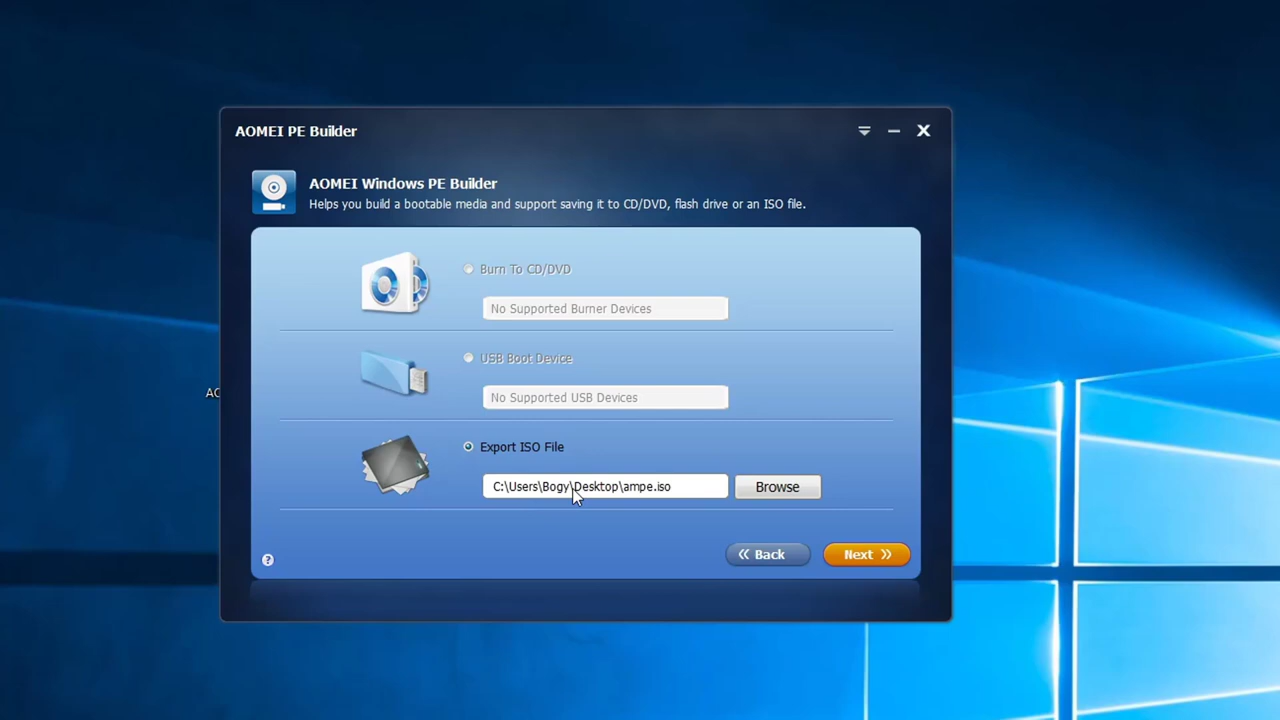 AOMEI PE Builder
AOMEI Windows PE Builder
Helps you build a bootable media and support saving it to CD/DVD, flash drive or an ISO file.
Burn To CD/DVD
No Supported Burner Devices
USB Boot Device
No Supported USB Devices
AO
Export ISO File
C:\Users\Bogy\Desktop\ampe.iso
Browse
?
Back
Next